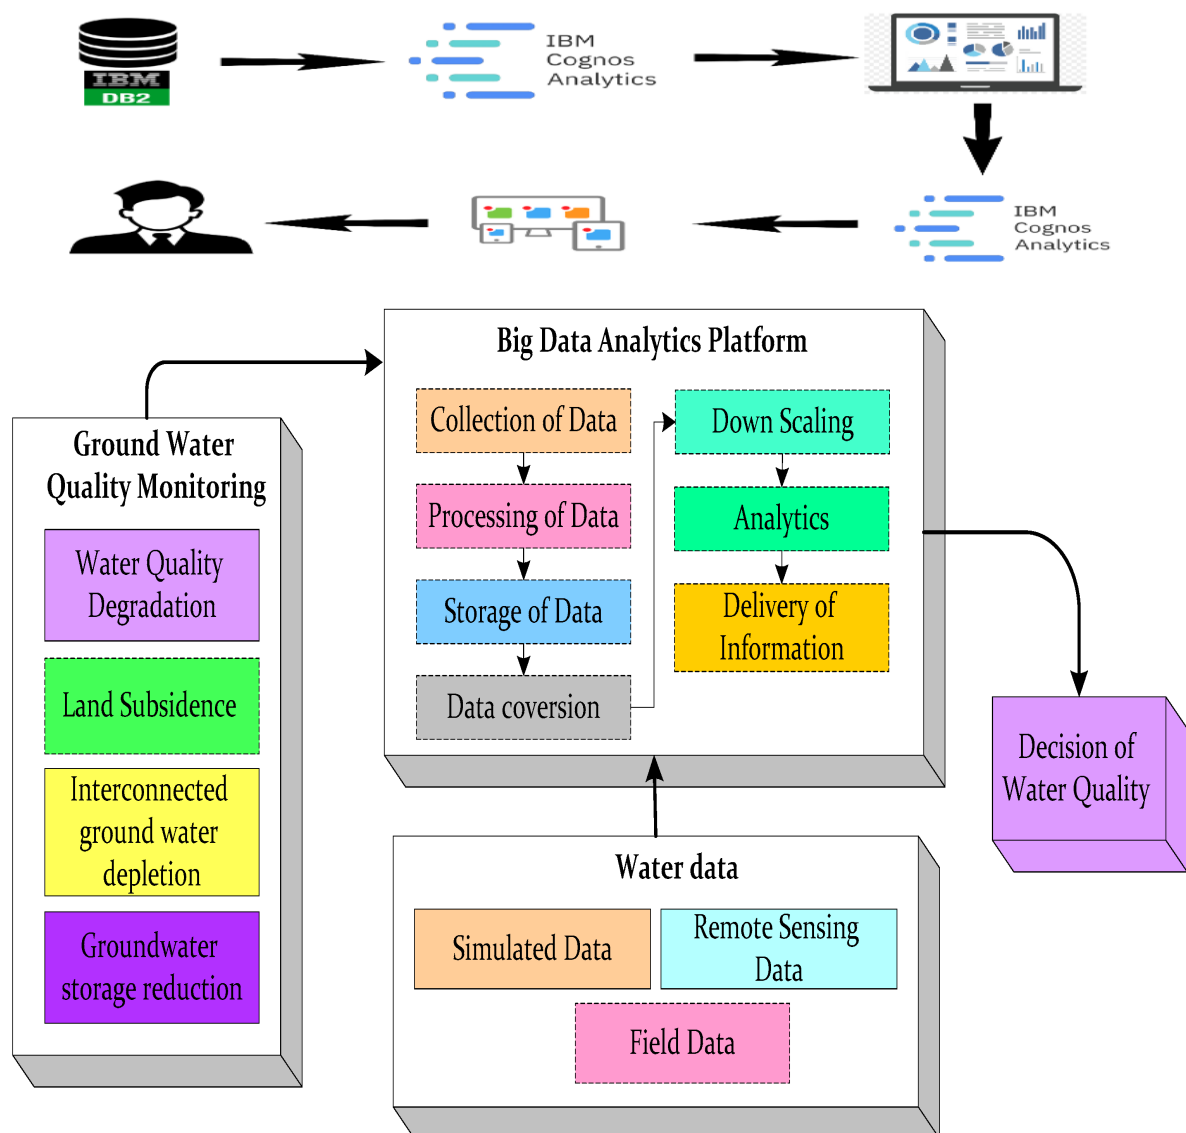 IBM
DB2
IBM
Cognos
Analytics
IBM
Cognos
Analytics
Big Data Analytics Platform
Collection of Data
Processing of Data
Storage of Data
Data coversion
Down Scaling
Analytics
Delivery of
Information
Ground Water
Quality Monitoring
Water Quality
Degradation
Land Subsidence
Interconnected
ground water
depletion
Groundwater
storage reduction
Decision of
Water Quality
Water data
Simulated Data
Remote Sensing
Data
Field Data